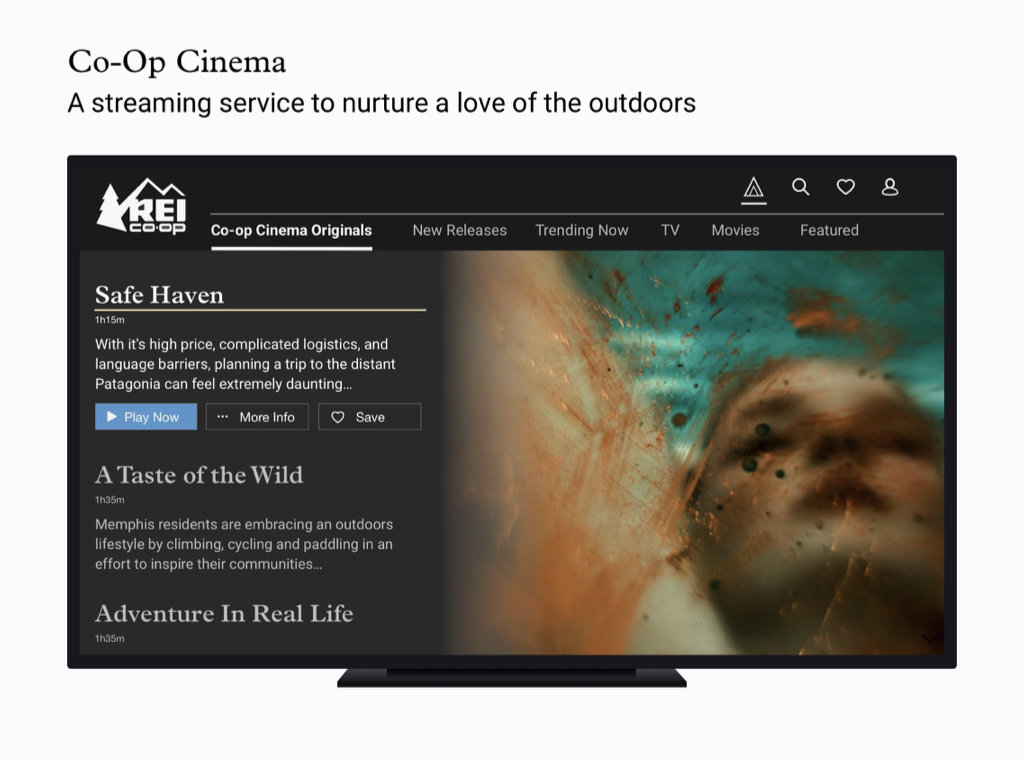 Co-Op Cinema
A streaming service to nurture a love of the outdoors
REI
co·op
Co-op Cinema Originals New Releases Trending Now TV Movies Featured
Safe Haven
1h15m
With it's high price, complicated logistics, and
language barriers, planning a trip to the distant
Patagonia can feel extremely daunting...
Play Now More Info Save
A Taste of the Wild
1h35m
Memphis residents are embracing an outdoors
lifestyle by climbing, cycling and paddling in an
effort to inspire their communities...
Adventure In Real Life
1h35m